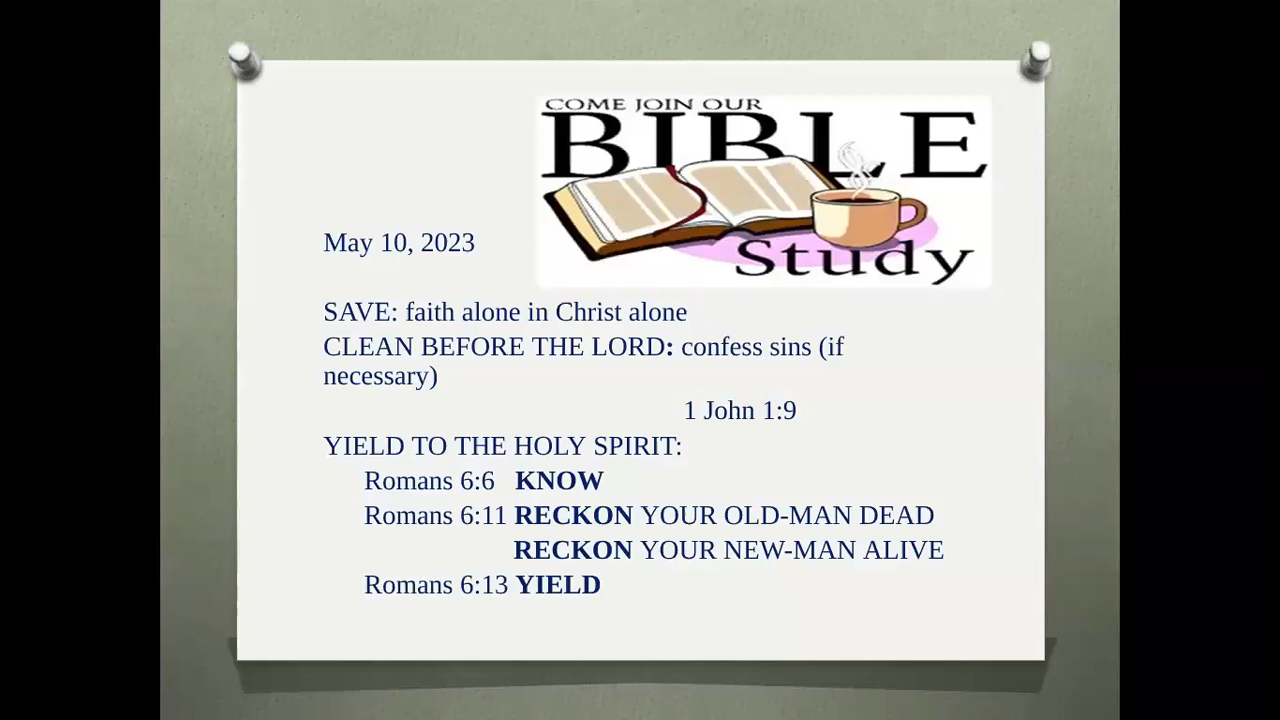 COME JOIN OUR
BIBLE
Study
May 10, 2023
SAVE: faith alone in Christ alone
CLEAN BEFORE THE LORD: confess sins (if
necessary)
1 John 1:9
YIELD TO THE HOLY SPIRIT:
Romans 6:6 KNOW
Romans 6:11 RECKON YOUR OLD-MAN DEAD
RECKON YOUR NEW-MAN ALIVE
Romans 6:13 YIELD